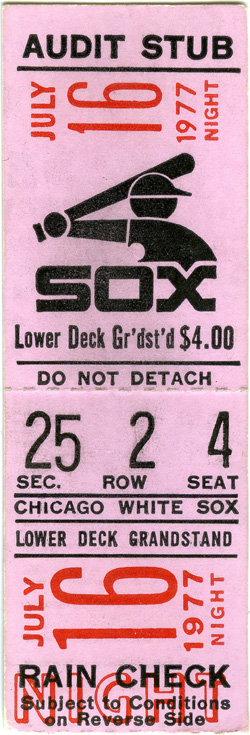 AUDIT STUB
JULY 16 1977 NIGHT
SOX
Lower Deck Gr'dst'd $4.00
DO NOT DETACH
25 2 4
SEC. ROW SEAT
CHICAGO WHITE SOX
LOWER DECK GRANDSTAND
JULY 16 1977 NIGHT
RAIN CHECK
NIGHT
Subject to Conditions
on Reverse Side